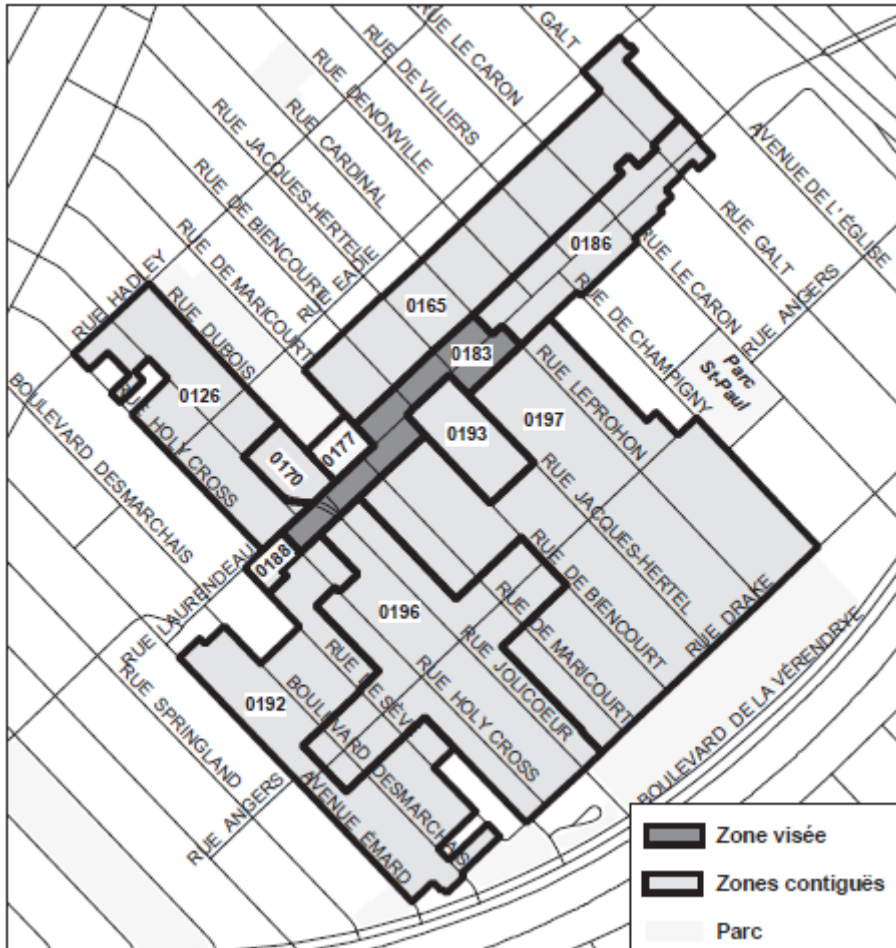 GALT
RUE LE CARON
RUE DE VILLIERS
RUE DENONVILLE
RUE CARDINAL
RUE JACQUES-HERTEL
RUE DE BIENCOURT
RUE DE MARICOURT
RUE EADIE
AVENUE DE L'ÉGLISE
RUE GALT
RUE LE CARON
RUE ANGERS
RUE DE CHAMPIGNY
Parc
St-Paul
0186
0165
0183
RUE HADLEY
RUE DUBOIS
0126
RUE LEPROHON
0197
0193
0177
0170
RUE HOLY CROSS
BOULEVARD DESMARCHAIS
RUE JACQUES-HERTEL
RUE DE BIENCOURT
RUE DE MARICOURT
RUE DRAKE
0188
RUE LAURENDEAU
0196
RUE JOLICOEUR
RUE HOLY CROSS
RUE DE SÈVE
0192
BOULEVARD DESMARCHAIS
RUE SPRINGLAND
RUE ANGERS
AVENUE ÉMARD
BOULEVARD DE LA VÉRENDRYE
Zone visée
Zones contiguës
Parc